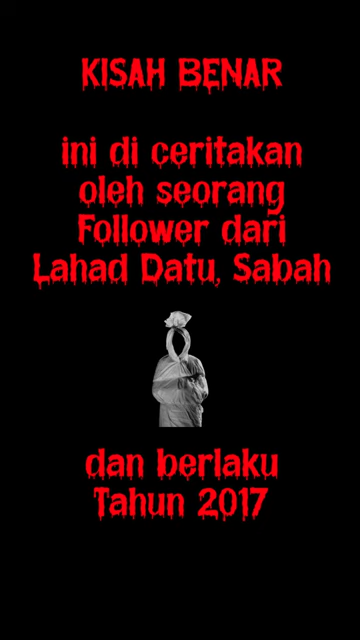 KISAH BENAR
ini di ceritakan
oleh seorang
Follower dari
Lahad Datu, Sabah
dan berlaku
Tahun 2017